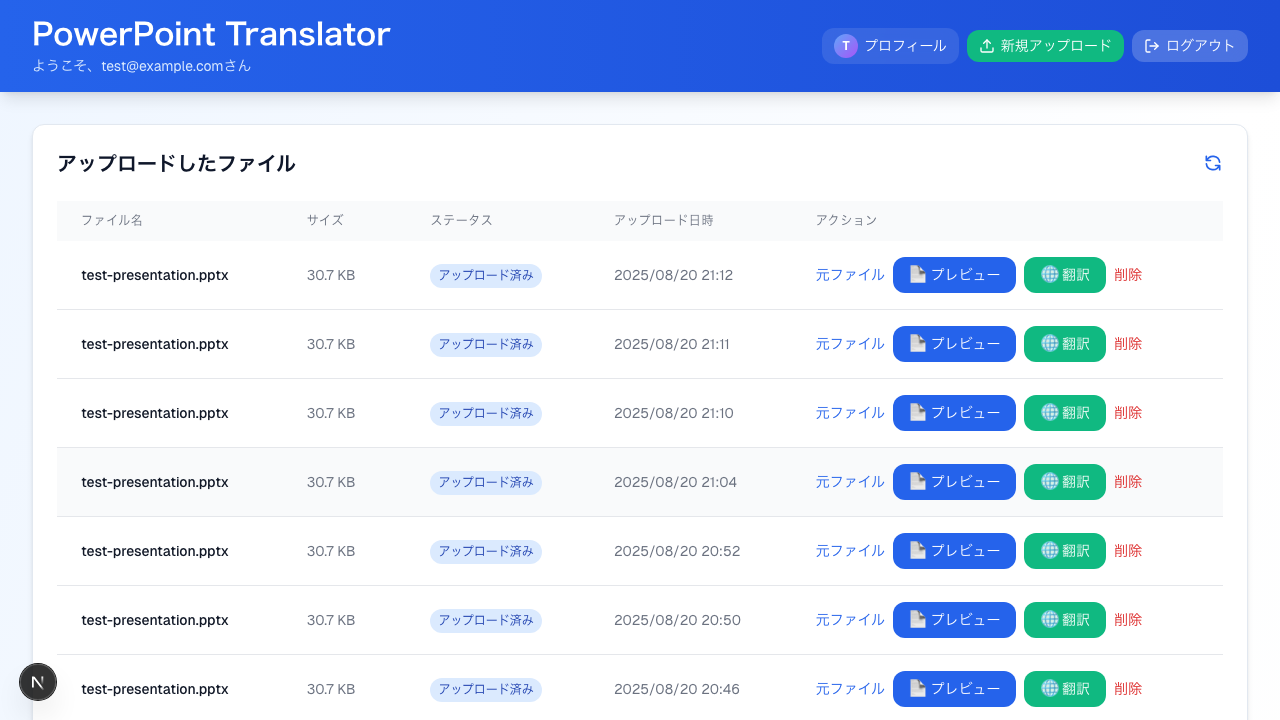 PowerPoint Translator
ようこそ、test@example.comさん
T プロフィール
新規アップロード
ログアウト
アップロードしたファイル
ファイル名 サイズ ステータス アップロード日時 アクション
test-presentation.pptx 30.7 KB アップロード済み 2025/08/20 21:12 元ファイル プレビュー 翻訳 削除
test-presentation.pptx 30.7 KB アップロード済み 2025/08/20 21:11 元ファイル プレビュー 翻訳 削除
test-presentation.pptx 30.7 KB アップロード済み 2025/08/20 21:10 元ファイル プレビュー 翻訳 削除
test-presentation.pptx 30.7 KB アップロード済み 2025/08/20 21:04 元ファイル プレビュー 翻訳 削除
test-presentation.pptx 30.7 KB アップロード済み 2025/08/20 20:52 元ファイル プレビュー 翻訳 削除
test-presentation.pptx 30.7 KB アップロード済み 2025/08/20 20:50 元ファイル プレビュー 翻訳 削除
test-presentation.pptx 30.7 KB アップロード済み 2025/08/20 20:46 元ファイル プレビュー 翻訳 削除
N